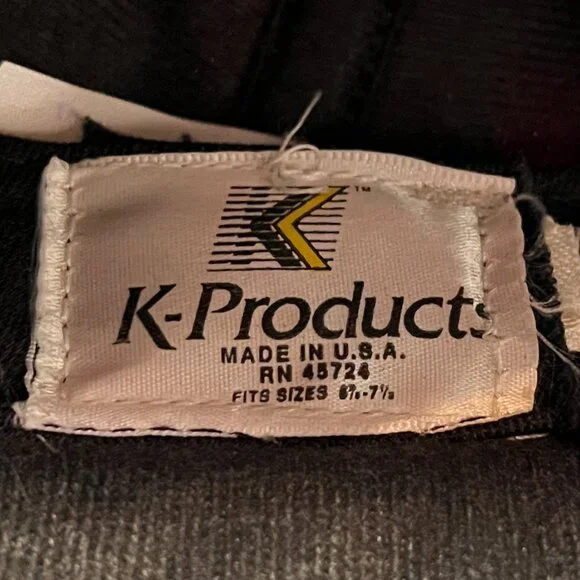 K
™
K-Products
MADE IN U.S.A.
RN 45724
FITS SIZES